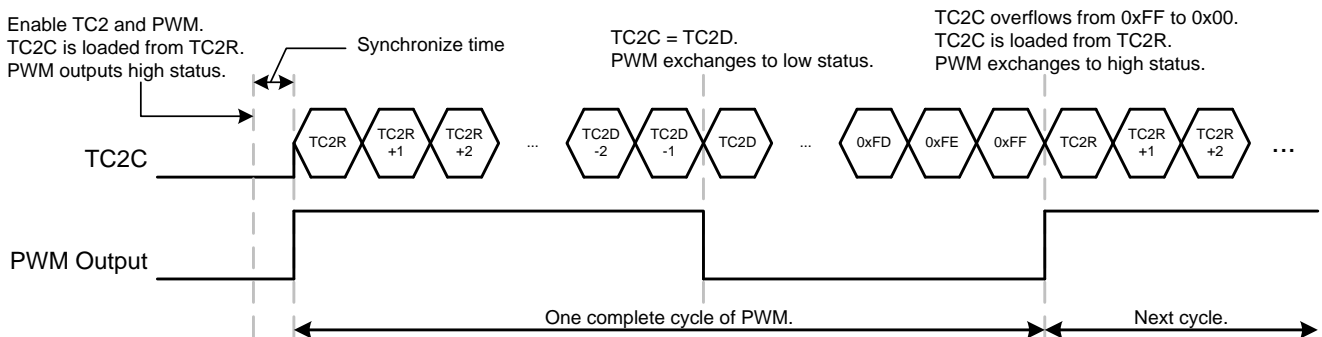 Enable TC2 and PWM.
TC2C is loaded from TC2R.
PWM outputs high status.
Synchronize time
TC2C = TC2D.
PWM exchanges to low status.
TC2C overflows from 0xFF to 0x00.
TC2C is loaded from TC2R.
PWM exchanges to high status.
TC2C
TC2R
TC2R
+1
TC2R
+2
...
TC2D
-2
TC2D
-1
TC2D
...
0xFD
0xFE
0xFF
TC2R
TC2R
+1
TC2R
+2
...
PWM Output
One complete cycle of PWM.
Next cycle.